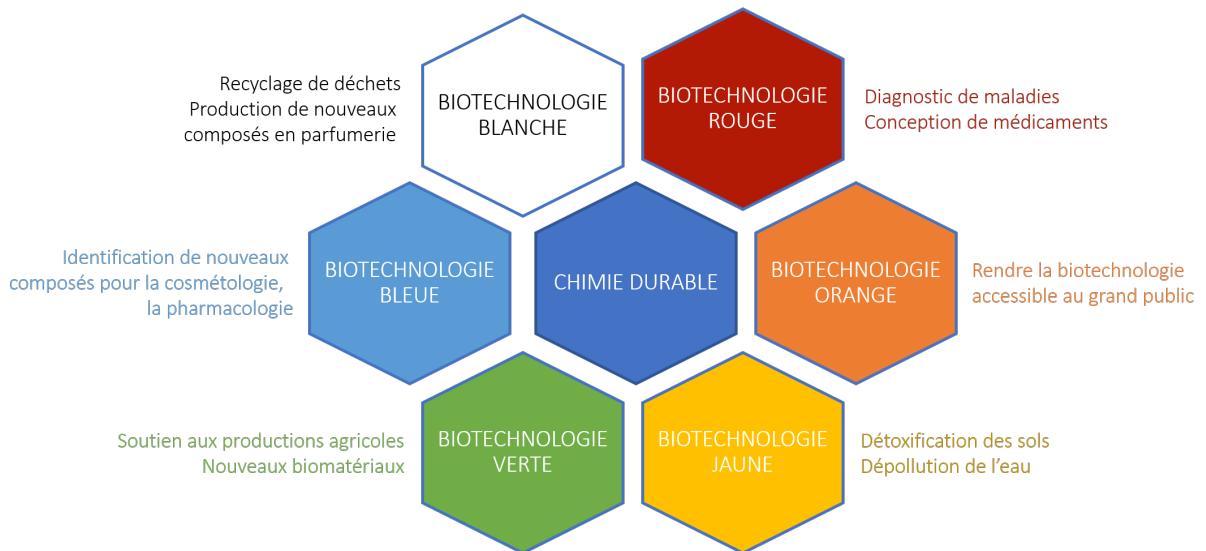 Recyclage de déchets
Production de nouveaux
composés en parfumerie
BIOTECHNOLOGIE
BLANCHE
BIOTECHNOLOGIE
ROUGE
Diagnostic de maladies
Conception de médicaments
Identification de nouveaux
composés pour la cosmétologie,
la pharmacologie
BIOTECHNOLOGIE
BLEUE
CHIMIE DURABLE
BIOTECHNOLOGIE
ORANGE
Rendre la biotechnologie
accessible au grand public
Soutien aux productions agricoles
Nouveaux biomatériaux
BIOTECHNOLOGIE
VERTE
BIOTECHNOLOGIE
JAUNE
Détoxification des sols
Dépollution de l’eau